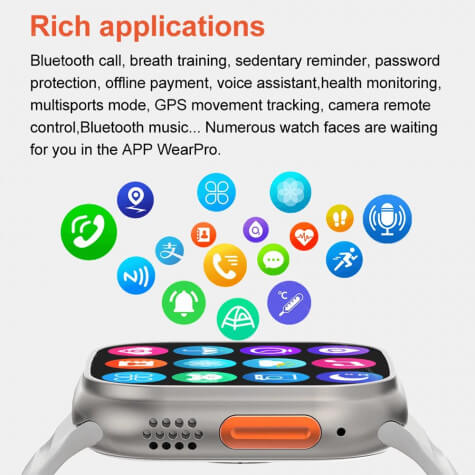 Rich applications
Bluetooth call, breath training, sedentary reminder, password
protection, offline payment, voice assistant,health monitoring,
multisports mode, GPS movement tracking, camera remote
control,Bluetooth music... Numerous watch faces are waiting
for you in the APP WearPro.
支
°C